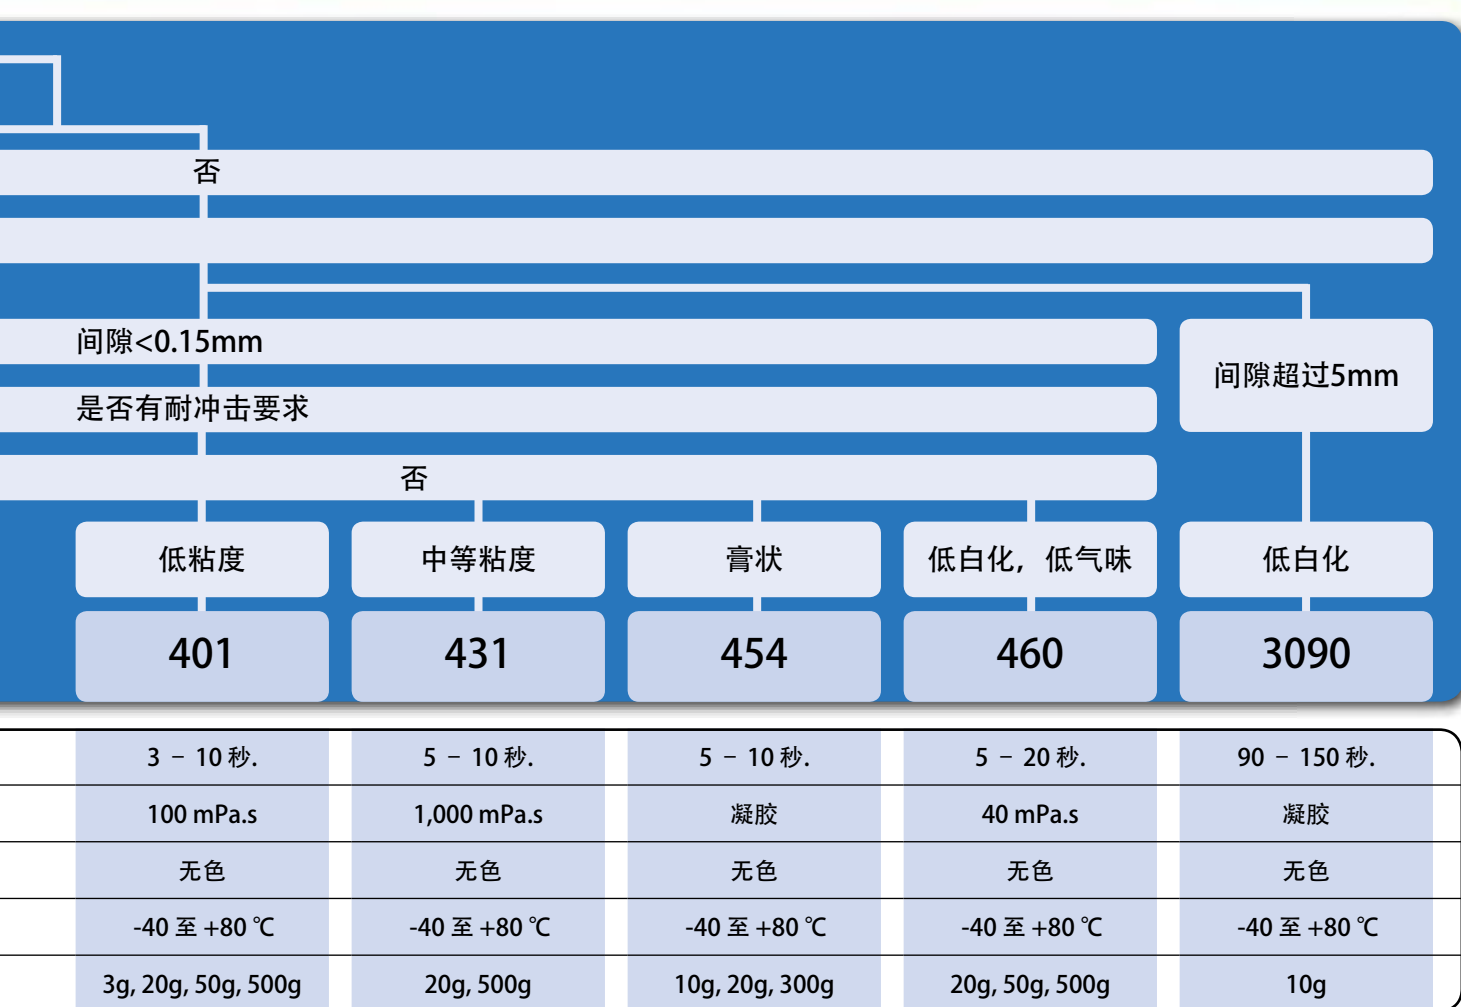 否
间隙<0.15mm
间隙超过5mm
是否有耐冲击要求
否
低粘度 中等粘度 膏状 低白化，低气味 低白化
401 431 454 460 3090
3 – 10 秒. 5 – 10 秒. 5 – 10 秒. 5 – 20 秒. 90 – 150 秒.
100 mPa.s 1,000 mPa.s 凝胶 40 mPa.s 凝胶
无色 无色 无色 无色 无色
-40 至 +80 ℃ -40 至 +80 ℃ -40 至 +80 ℃ -40 至 +80 ℃ -40 至 +80 ℃
3g, 20g, 50g, 500g 20g, 500g 10g, 20g, 300g 20g, 50g, 500g 10g